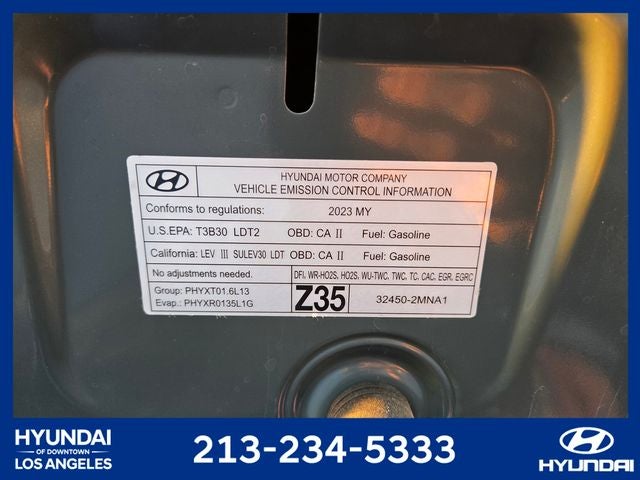 HYUNDAI MOTOR COMPANY
VEHICLE EMISSION CONTROL INFORMATION
Conforms to regulations: 2023 MY
U.S.EPA: T3B30 LDT2 OBD: CA II Fuel: Gasoline
California: LEV III SULEV30 LDT OBD: CA II Fuel: Gasoline
No adjustments needed. DFI, WR-HO2S, HO2S, WU-TWC, TWC, TC, CAC, EGR, EGRC
Group: PHYXT01.6L13
Evap.: PHYXR0135L1G
Z35
32450-2MNA1
HYUNDAI
OF DOWNTOWN
LOS ANGELES
213-234-5333
HYUNDAI